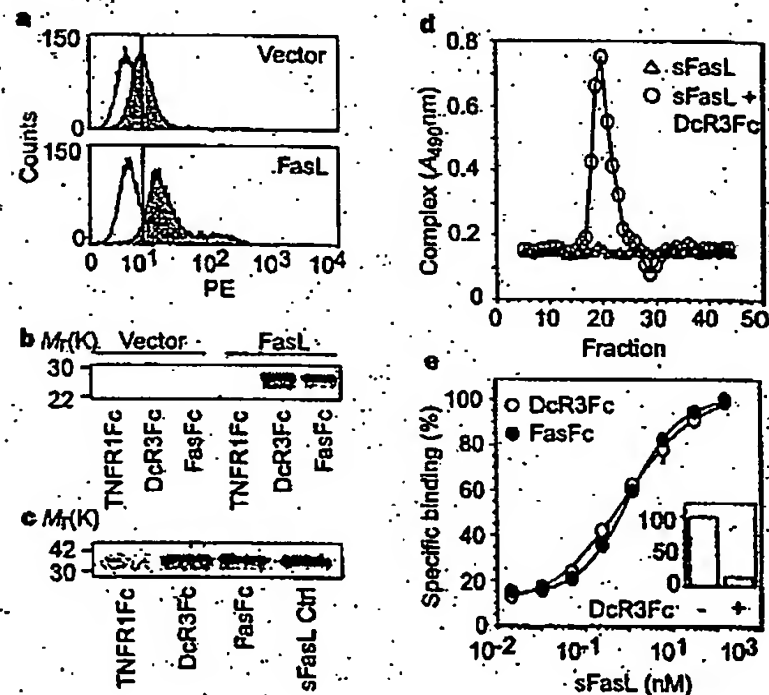 a
150
Vector
0
Counts
150
FasL
0
0 10¹ 10² 10³ 10⁴
PE
b Mr(K) Vector FasL
30
22
TNFR1Fc
DcR3Fc
FasFc
TNFR1Fc
DcR3Fc
FasFc
c Mr(K)
42
30
TNFR1Fc
DcR3Fc
FasFc
sFasL Ctrl
d
Complex (A490nm)
0.8
0.6
0.4
0.2
0
△ sFasL
○ sFasL +
DcR3Fc
0 10 20 30 40 50
Fraction
e
Specific binding (%)
100
80
60
40
20
0
○ DcR3Fc
● FasFc
100
50
0
DcR3Fc - +
10⁻² 10⁻¹ 10¹ 10³
sFasL (nM)